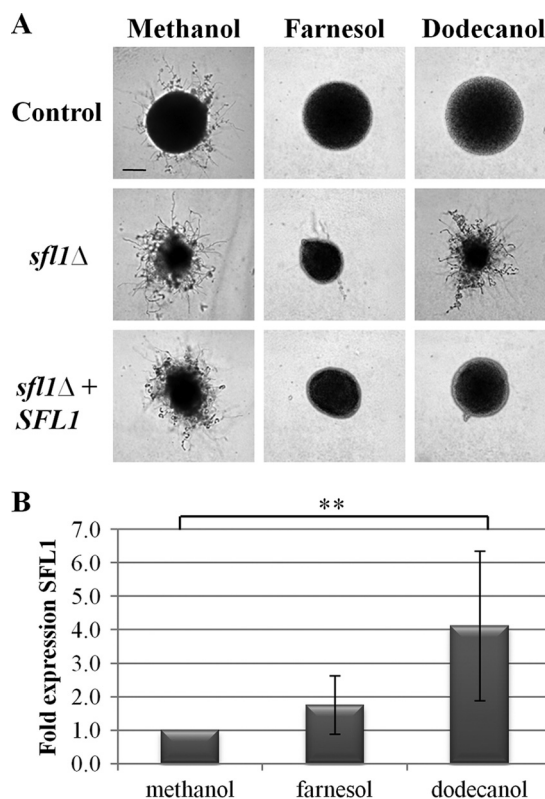 A
Methanol Farnesol Dodecanol
Control
sfl1Δ
sfl1Δ +
SFL1
B
**
Fold expression SFL1
7.0
6.0
5.0
4.0
3.0
2.0
1.0
0.0
methanol farnesol dodecanol